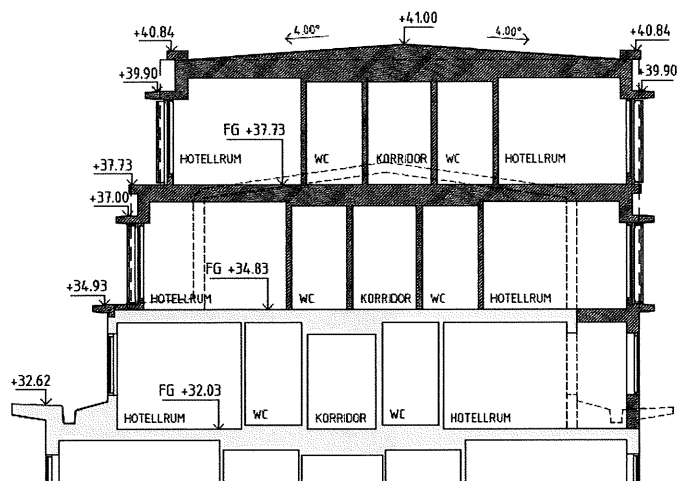 +41.00
+40.84
4.00°
4.00°
+40.84
+39.90
+39.90
FG +37.73
HOTELLRUM
WC
KORRIDOR
WC
HOTELLRUM
+37.73
+37.00
FG +34.83
HOTELLRUM
WC
KORRIDOR
WC
HOTELLRUM
+34.93
+32.62
FG +32.03
HOTELLRUM
WC
KORRIDOR
WC
HOTELLRUM